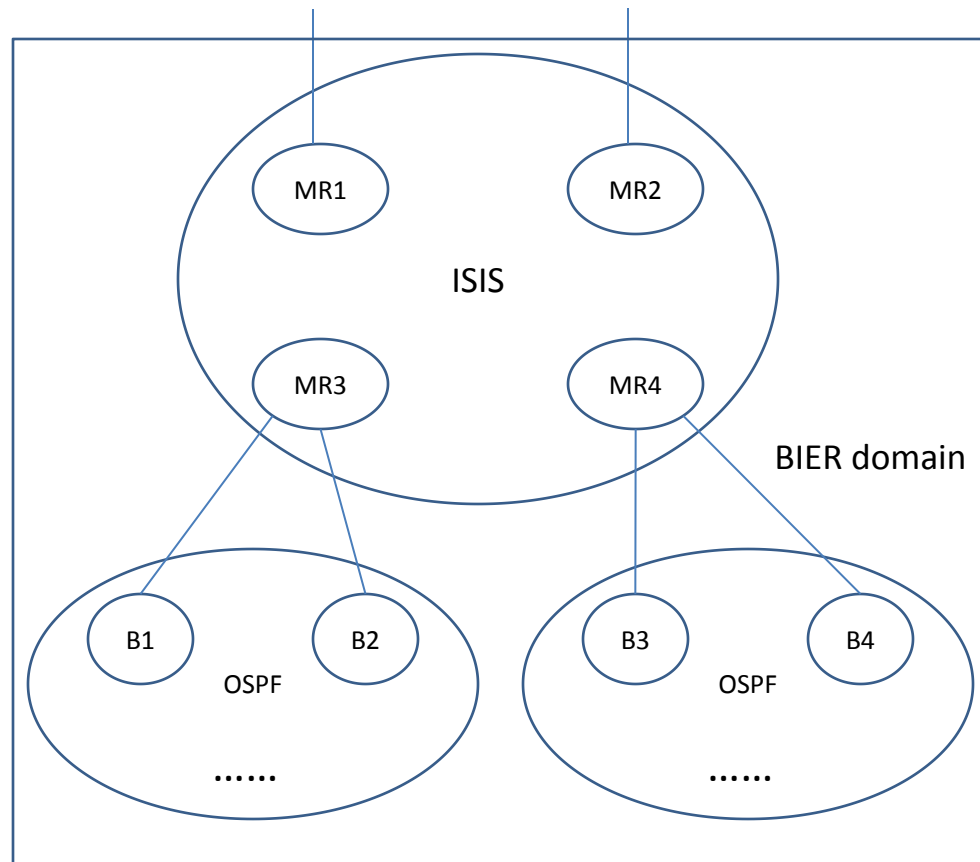 MR1
MR2
ISIS
MR3
MR4
BIER domain
B1
B2
B3
B4
OSPF
OSPF
......
......